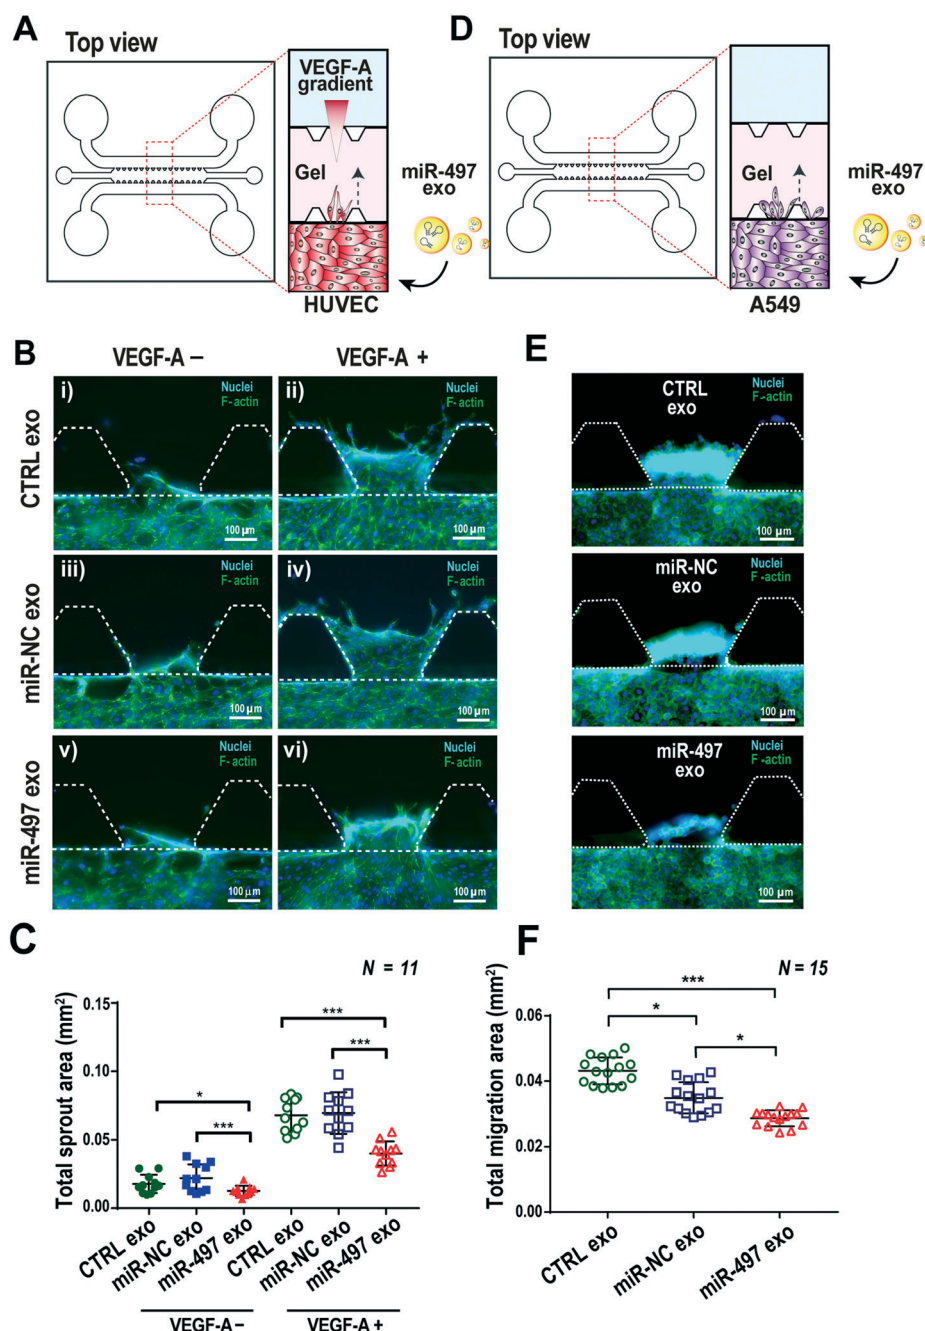 A
Top view
VEGF-A
gradient
Gel
miR-497
exo
HUVEC
D
Top view
Gel
miR-497
exo
A549
B
VEGF-A –
VEGF-A +
CTRL exo
i)
Nuclei
F-actin
100 µm
ii)
Nuclei
F-actin
100 µm
miR-NC exo
iii)
Nuclei
F-actin
100 µm
iv)
Nuclei
F-actin
100 µm
miR-497 exo
v)
Nuclei
F-actin
100 µm
vi)
Nuclei
F-actin
100 µm
E
CTRL
exo
Nuclei
F-actin
100 µm
miR-NC
exo
Nuclei
F-actin
100 µm
miR-497
exo
Nuclei
F-actin
100 µm
C
N = 11
Total sprout area (mm²)
0.15
0.10
0.05
0.00
*
***
***
***
CTRL exo
miR-NC exo
miR-497 exo
CTRL exo
miR-NC exo
miR-497 exo
VEGF-A –
VEGF-A +
F
N = 15
Total migration area (mm²)
0.06
0.04
0.02
0.00
***
*
*
CTRL exo
miR-NC exo
miR-497 exo